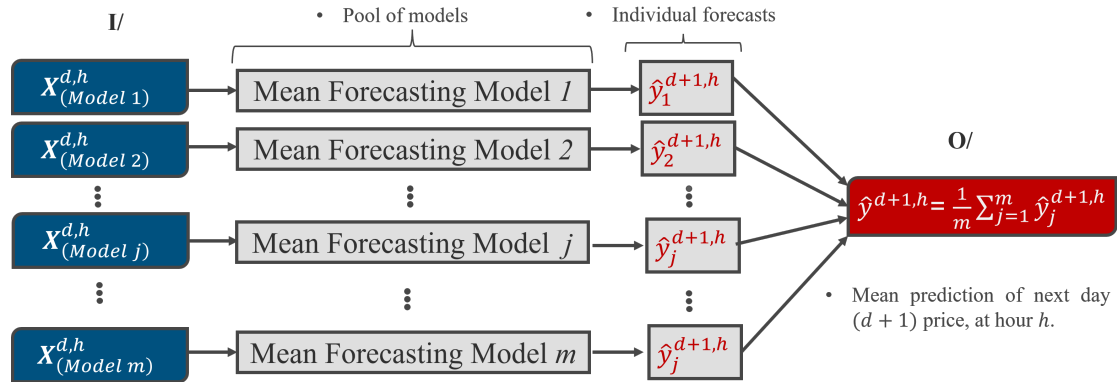 I/
• Pool of models
• Individual forecasts
X^{d,h}_{(Model 1)}
Mean Forecasting Model 1
ŷ_1^{d+1,h}
X^{d,h}_{(Model 2)}
Mean Forecasting Model 2
ŷ_2^{d+1,h}
O/
ŷ^{d+1,h}= \frac{1}{m} ∑_{j=1}^{m} ŷ_j^{d+1,h}
X^{d,h}_{(Model j)}
Mean Forecasting Model j
ŷ_j^{d+1,h}
• Mean prediction of next day
(d + 1) price, at hour h.
X^{d,h}_{(Model m)}
Mean Forecasting Model m
ŷ_j^{d+1,h}